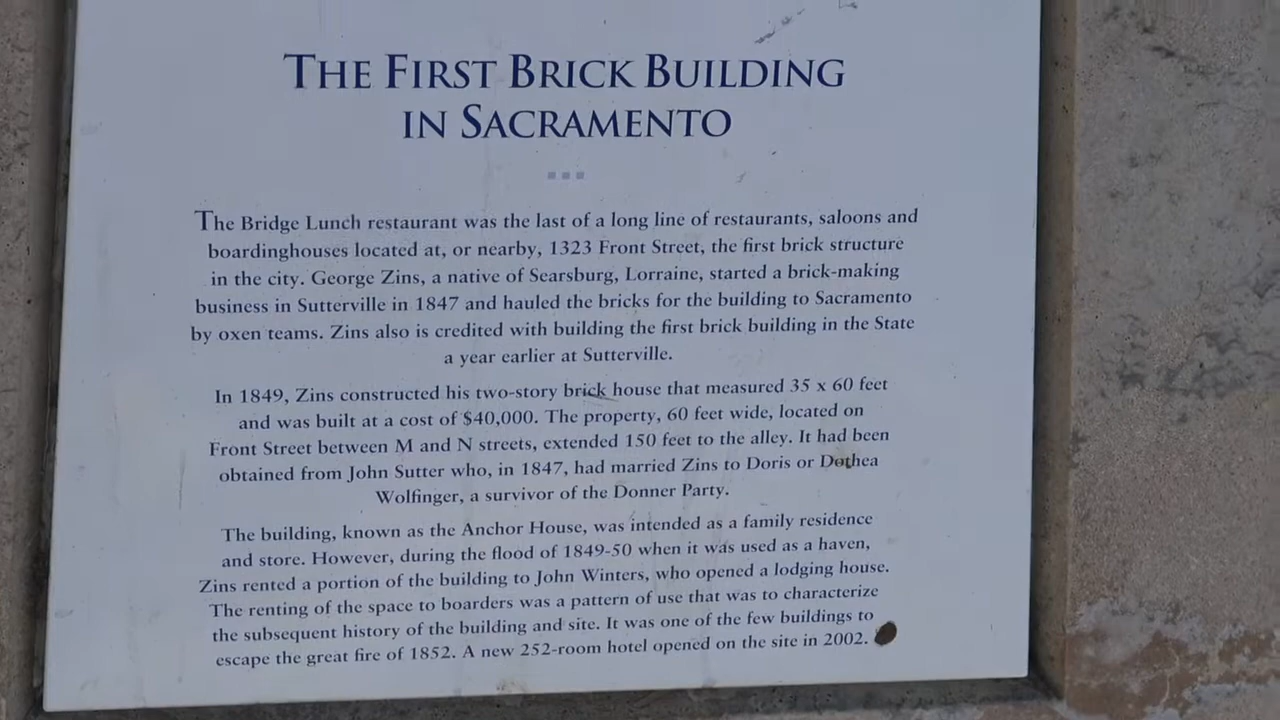 THE FIRST BRICK BUILDING
IN SACRAMENTO
The Bridge Lunch restaurant was the last of a long line of restaurants, saloons and
boardinghouses located at, or nearby, 1323 Front Street, the first brick structure
in the city. George Zins, a native of Searsburg, Lorraine, started a brick-making
business in Sutterville in 1847 and hauled the bricks for the building to Sacramento
by oxen teams. Zins also is credited with building the first brick building in the State
a year earlier at Sutterville.
In 1849, Zins constructed his two-story brick house that measured 35 x 60 feet
and was built at a cost of $40,000. The property, 60 feet wide, located on
Front Street between M and N streets, extended 150 feet to the alley. It had been
obtained from John Sutter who, in 1847, had married Zins to Doris or Dothea
Wolfinger, a survivor of the Donner Party.
The building, known as the Anchor House, was intended as a family residence
and store. However, during the flood of 1849-50 when it was used as a haven,
Zins rented a portion of the building to John Winters, who opened a lodging house.
The renting of the space to boarders was a pattern of use that was to characterize
the subsequent history of the building and site. It was one of the few buildings to
escape the great fire of 1852. A new 252-room hotel opened on the site in 2002.